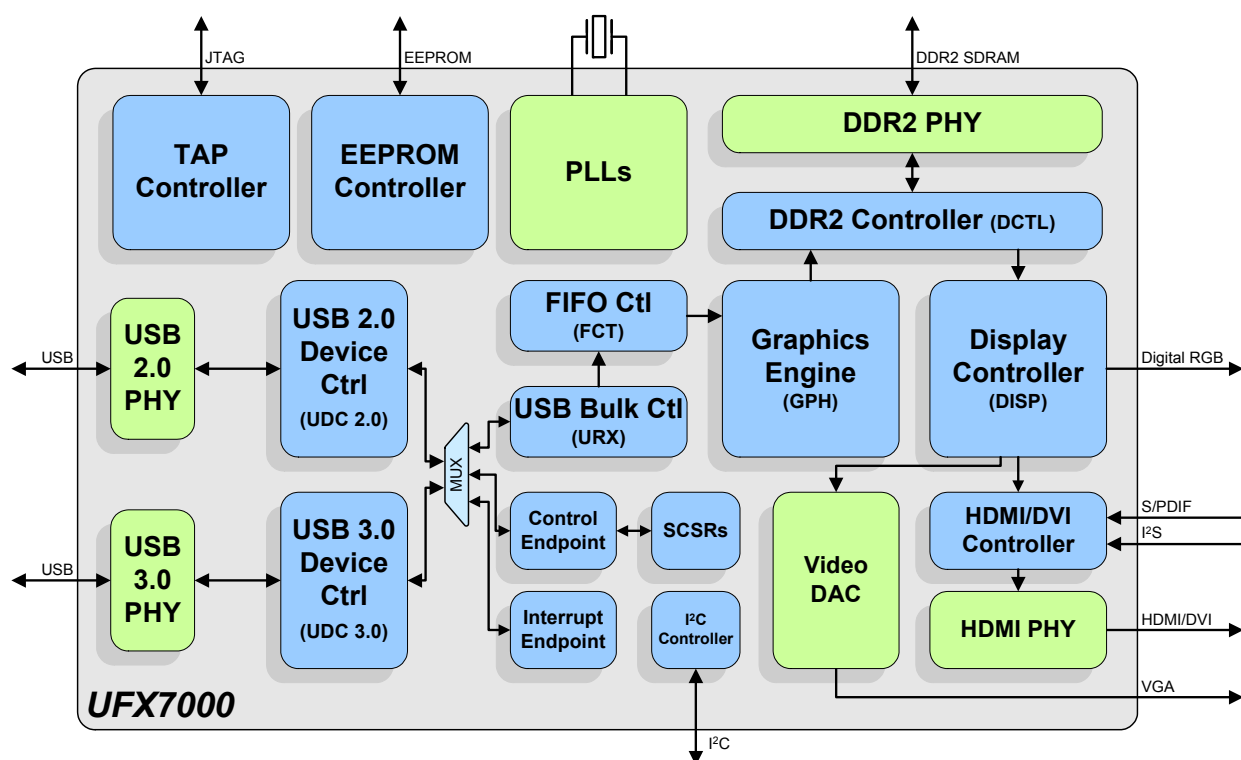 JTAG
EEPROM
DDR2 SDRAM
TAP
Controller
EEPROM
Controller
PLLs
DDR2 PHY
DDR2 Controller (DCTL)
USB
2.0
PHY
USB 2.0
Device
Ctrl
(UDC 2.0)
FIFO Ctl
(FCT)
Graphics
Engine
(GPH)
Display
Controller
(DISP)
USB
Digital RGB
USB Bulk Ctl
(URX)
MUX
USB
3.0
PHY
USB 3.0
Device
Ctrl
(UDC 3.0)
Control
Endpoint
SCSRs
Video
DAC
HDMI/DVI
Controller
S/PDIF
I²S
USB
Interrupt
Endpoint
I²C
Controller
HDMI PHY
HDMI/DVI
VGA
UFX7000
I²C